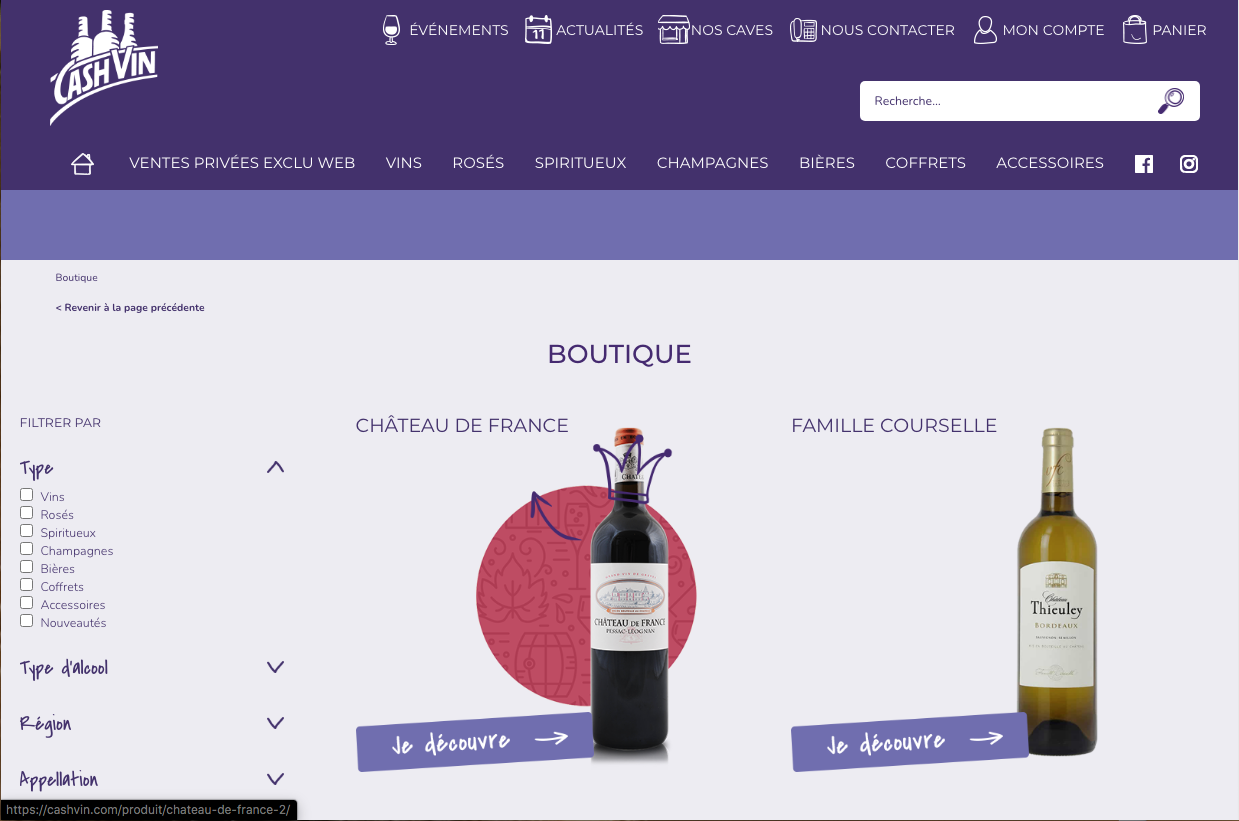 CASH VIN
ÉVÉNEMENTS
11
ACTUALITÉS
NOS CAVES
NOUS CONTACTER
MON COMPTE
PANIER
Recherche...
VENTES PRIVÉES EXCLU WEB
VINS
ROSÉS
SPIRITUEUX
CHAMPAGNES
BIÈRES
COFFRETS
ACCESSOIRES
Boutique
< Revenir à la page précédente
BOUTIQUE
FILTRER PAR
Type
Vins
Rosés
Spiritueux
Champagnes
Bières
Coffrets
Accessoires
Nouveautés
Type d'alcool
Région
Appellation
CHÂTEAU DE FRANCE
CHÂTEAU DE FRANCE
PESSAC-LÉOGNAN
Je découvre
FAMILLE COURSELLE
Château
Thieuley
BORDEAUX
Je découvre
https://cashvin.com/produit/chateau-de-france-2/